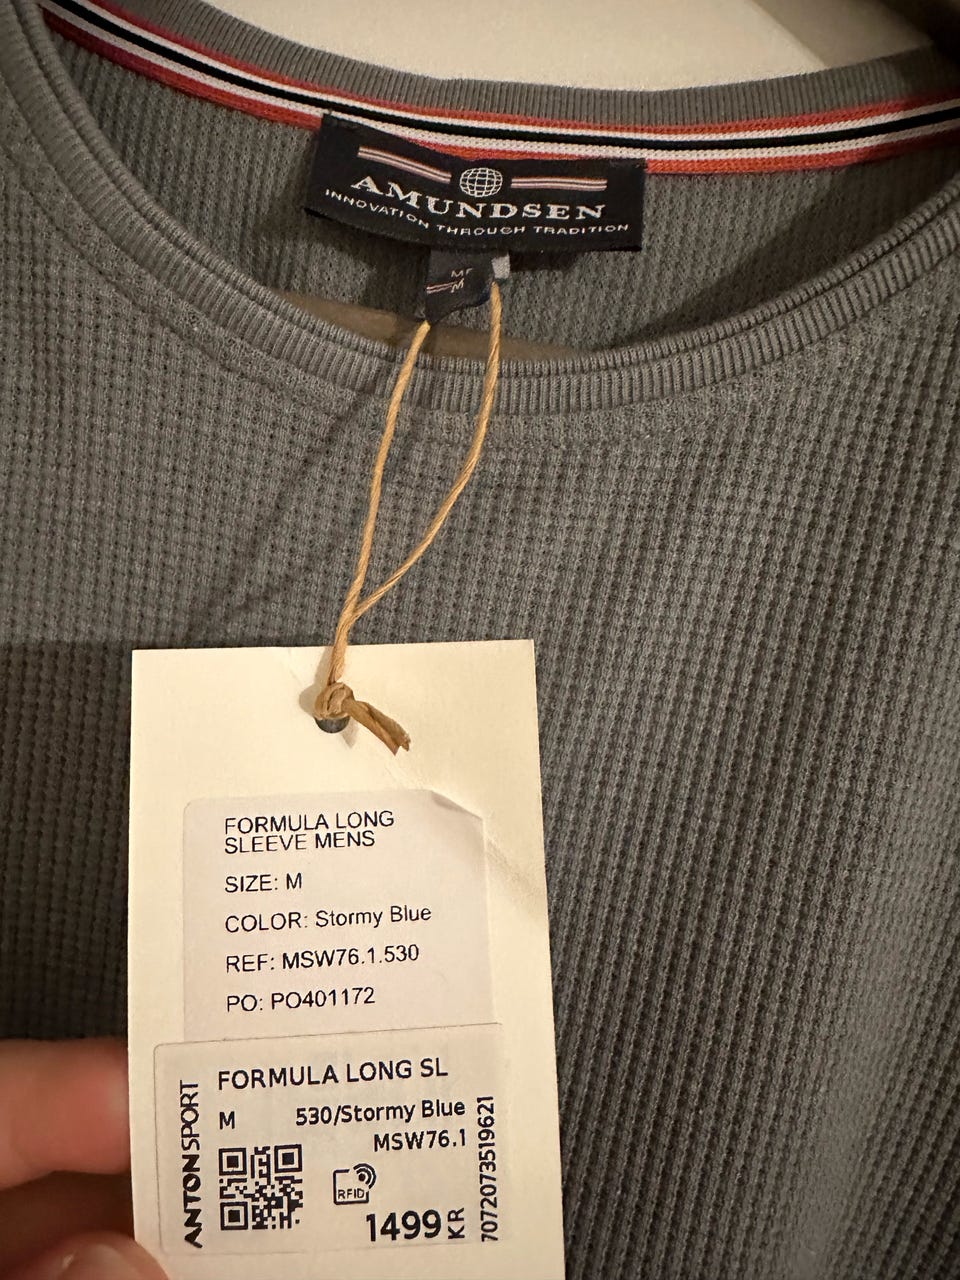 AMUNDSEN
INNOVATION THROUGH TRADITION
M
FORMULA LONG
SLEEVE MENS
SIZE: M
COLOR: Stormy Blue
REF: MSW76.1.530
PO: PO401172
FORMULA LONG SL
M 530/Stormy Blue
MSW76.1
ANTONSPORT
RFID
1499 KR
7072073519621